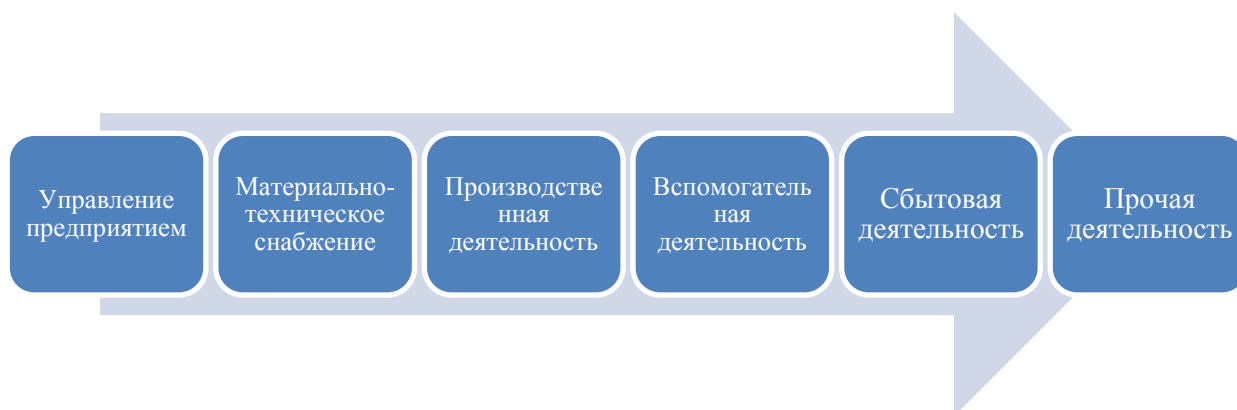 Управление
предприятием
Материально-
техническое
снабжение
Производстве
нная
деятельность
Вспомогатель
ная
деятельность
Сбытовая
деятельность
Прочая
деятельность